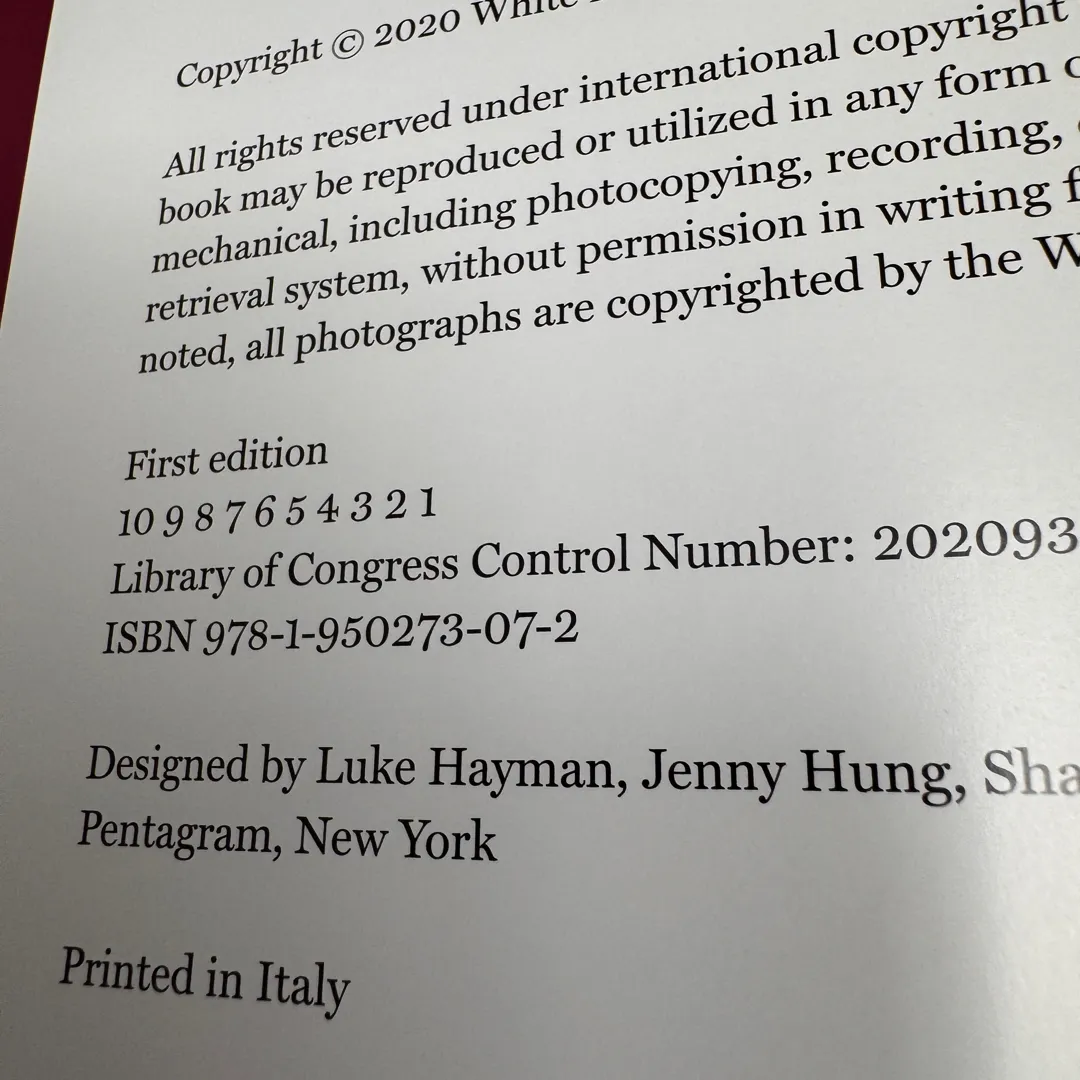 Copyright © 2020 White
All rights reserved under international copyright
book may be reproduced or utilized in any form
mechanical, including photocopying, recording,
retrieval system, without permission in writing
noted, all photographs are copyrighted by the
First edition
10 9 8 7 6 5 4 3 2 1
Library of Congress Control Number: 202093
ISBN 978-1-950273-07-2
Designed by Luke Hayman, Jenny Hung, Sha
Pentagram, New York
Printed in Italy